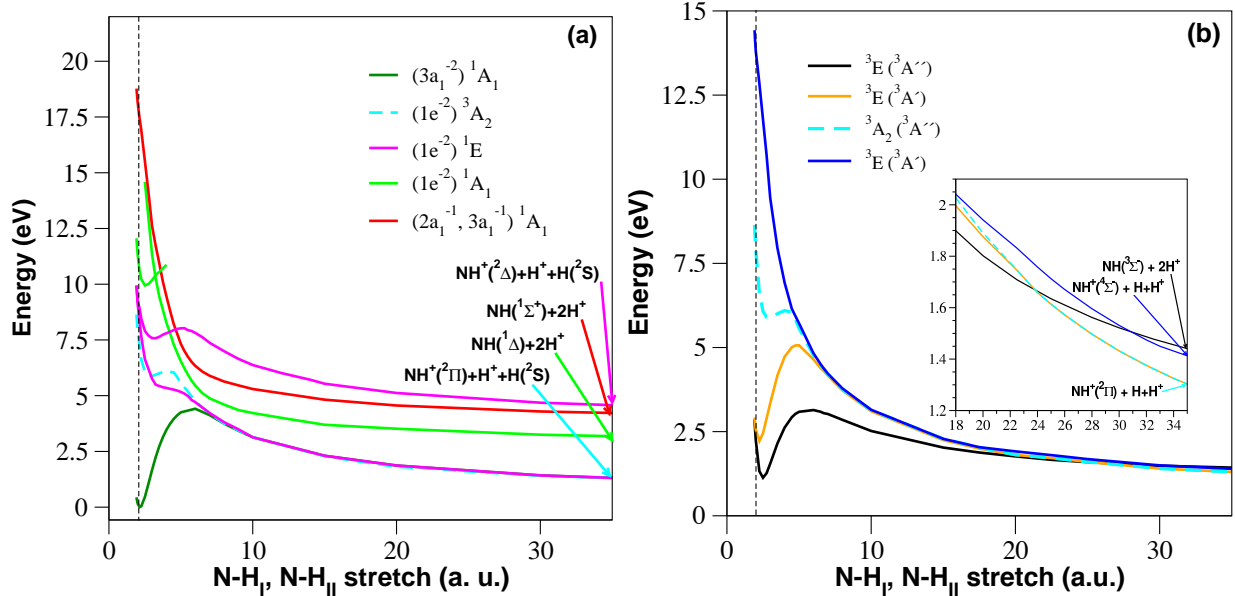 (a)
Energy (eV)
20
17.5
15
12.5
10
7.5
5
2.5
0
(3a₁⁻²) ¹A₁
(1e⁻²) ³A₂
(1e⁻²) ¹E
(1e⁻²) ¹A₁
(2a₁⁻¹, 3a₁⁻¹) ¹A₁
NH⁺(²Δ)+H⁺+H(²S)
NH(¹Σ⁺)+2H⁺
NH(¹Δ)+2H⁺
NH⁺(²Π)+H⁺+H(²S)
0 10 20 30
N-H_I, N-H_II stretch (a. u.)
(b)
Energy (eV)
15
12.5
10
7.5
5
2.5
0
³E (³A´´)
³E (³A´)
³A₂ (³A´´)
³E (³A´)
2
1.8
1.6
1.4
1.2
NH(³Σ⁻) + 2H⁺
NH⁺(⁴Σ⁻) + H+H⁺
NH⁺(²Π) + H+H⁺
18 20 22 24 26 28 30 32 34
0 10 20 30
N-H_I, N-H_II stretch (a.u.)